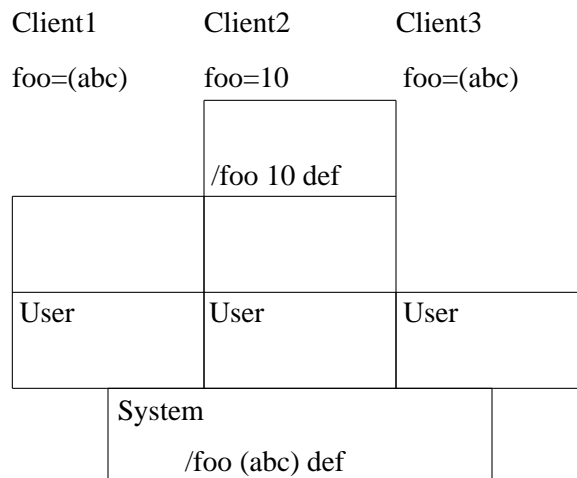 Client1 Client2 Client3
foo=(abc) foo=10 foo=(abc)
/foo 10 def
User User User
System
/foo (abc) def